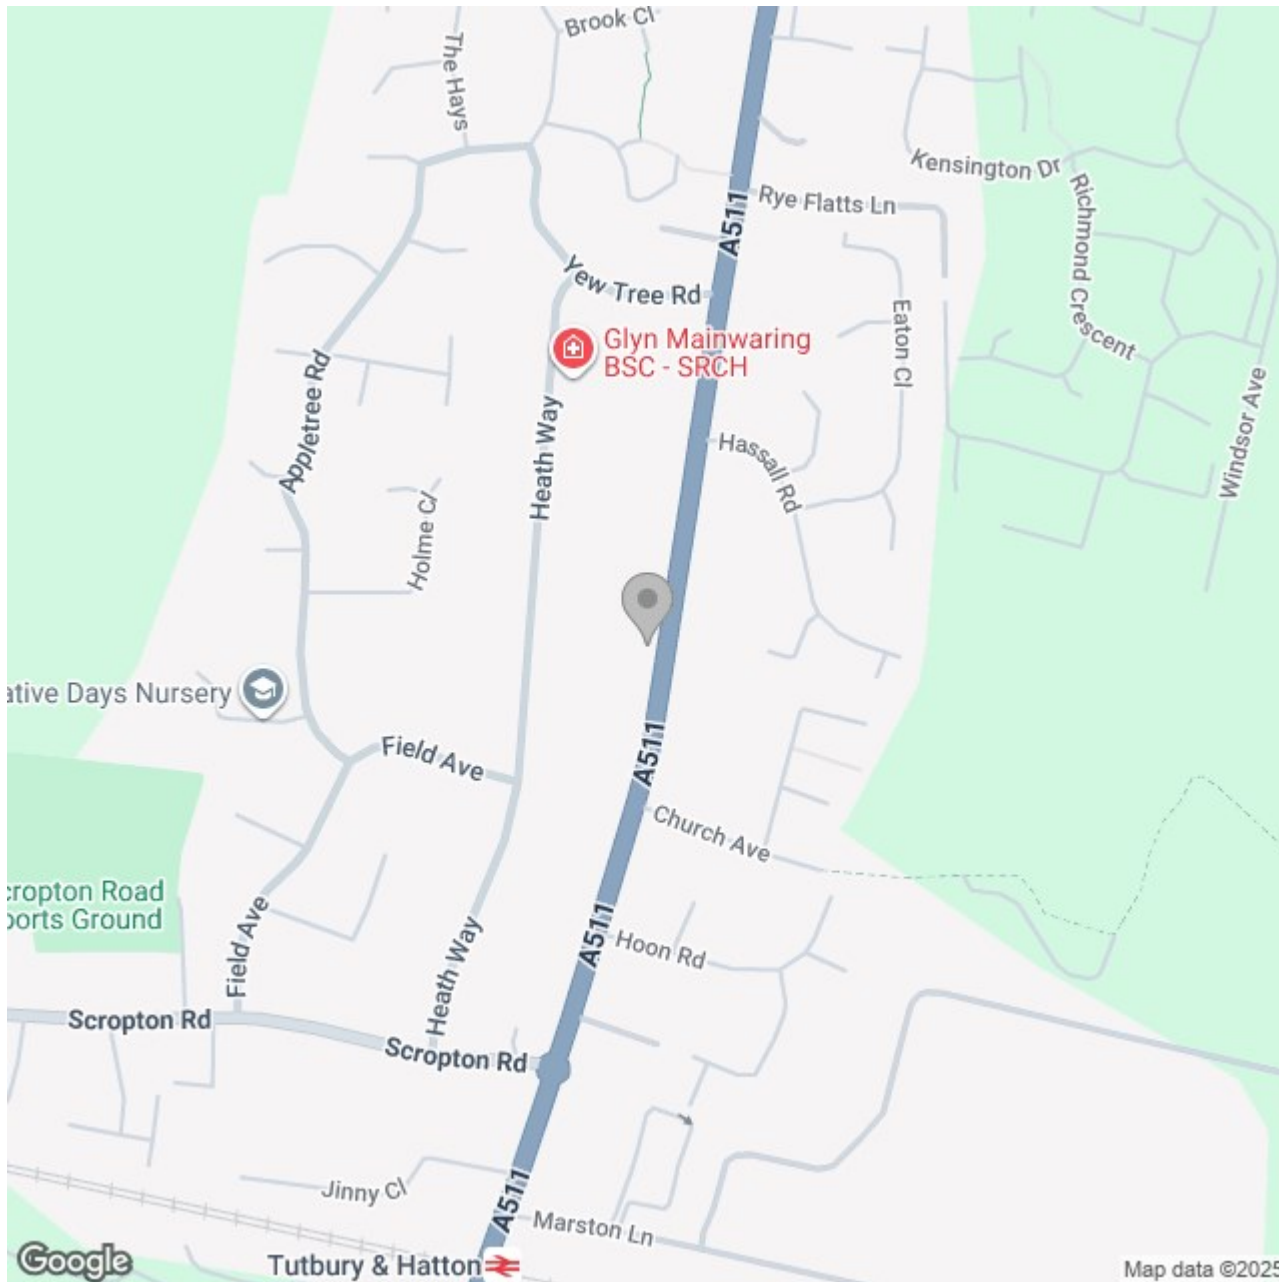 Brook Cl
The Hays
Kensington Dr
Richmond Crescent
Rye Flatts Ln
A511
Yew Tree Rd
Eaton Cl
Glyn Mainwaring
BSC - SRCH
Appletree Rd
Heath Way
Windsor Ave
Hassall Rd
Holme Cl
ative Days Nursery
Field Ave
A511
Church Ave
cropton Road
ports Ground
Field Ave
Heath Way
A511
Hoon Rd
Scropton Rd
Scropton Rd
Jinny Cl
A511
Marston Ln
Tutbury & Hatton
Google
Map data ©2025